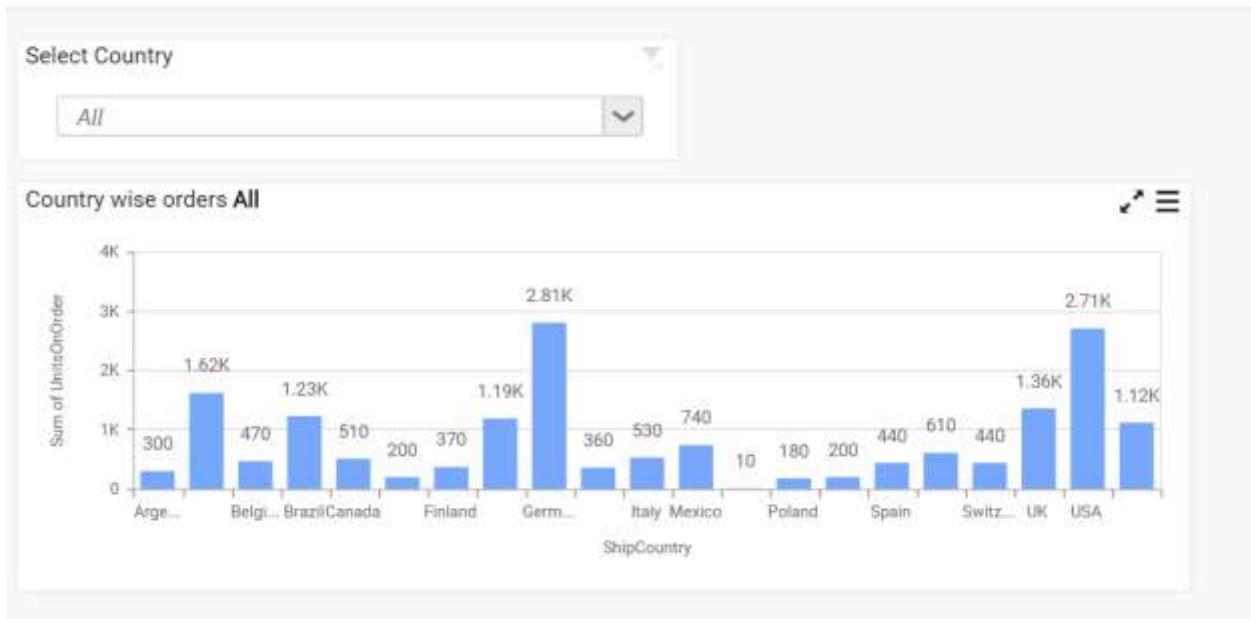 Select Country
All
Country wise orders All
Sum of UnitsOnOrder
4K
3K
2K
1K
0
300
1.62K
470
1.23K
510
200
370
1.19K
2.81K
360
530
740
10
180
200
440
610
440
1.36K
2.71K
1.12K
Arge...
Belgi...
Brazil
Canada
Finland
Germ...
Italy
Mexico
Poland
Spain
Switz...
UK
USA
ShipCountry